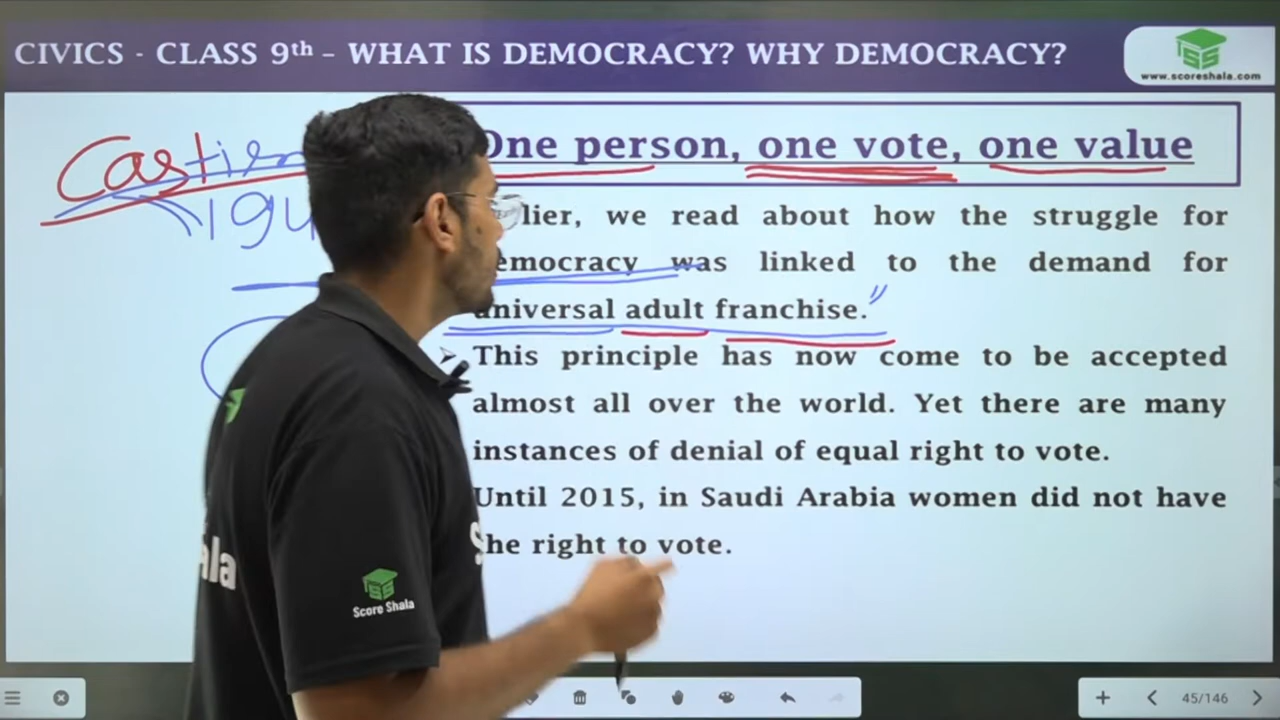 CIVICS - CLASS 9th - WHAT IS DEMOCRACY? WHY DEMOCRACY?
www.scoreshala.com
One person, one vote, one value
we read about how the struggle for
was linked to the demand for
universal adult franchise."
This principle has now come to be accepted
almost all over the world. Yet there are many
instances of denial of equal right to vote.
Until 2015, in Saudi Arabia women did not have
the right to vote.
Score Shala
45/146